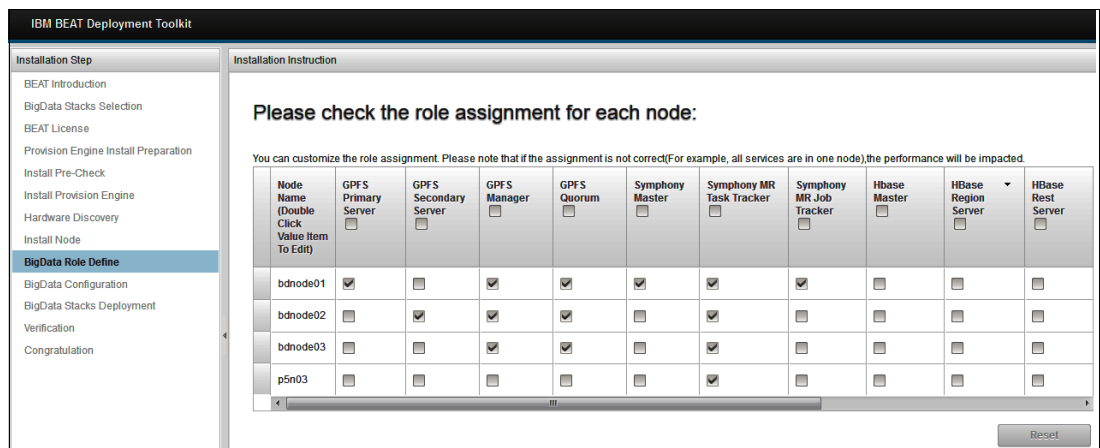 IBM BEAT Deployment Toolkit
Installation Step
Installation Instruction
BEAT Introduction
BigData Stacks Selection
BEAT License
Provision Engine Install Preparation
Install Pre-Check
Install Provision Engine
Hardware Discovery
Install Node
BigData Role Define
BigData Configuration
BigData Stacks Deployment
Verification
Congratulation
Please check the role assignment for each node:
You can customize the role assignment. Please note that if the assignment is not correct(For example, all services are in one node),the performance will be impacted.
Node Name (Double Click Value Item To Edit)
GPFS Primary Server
GPFS Secondary Server
GPFS Manager
GPFS Quorum
Symphony Master
Symphony MR Task Tracker
Symphony MR Job Tracker
Hbase Master
HBase Region Server
HBase Rest Server
bdnode01
bdnode02
bdnode03
p5n03
Reset